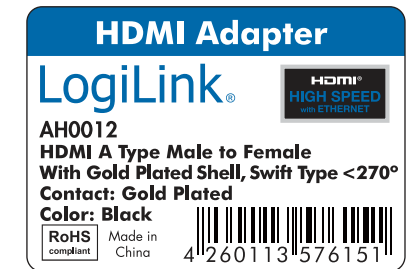 HDMI Adapter
LogiLink®
HDMI®
HIGH SPEED
with ETHERNET
AH0012
HDMI A Type Male to Female
With Gold Plated Shell, Swift Type <270°
Contact: Gold Plated
Color: Black
RoHS
compliant
Made in
China
4 260113 576151